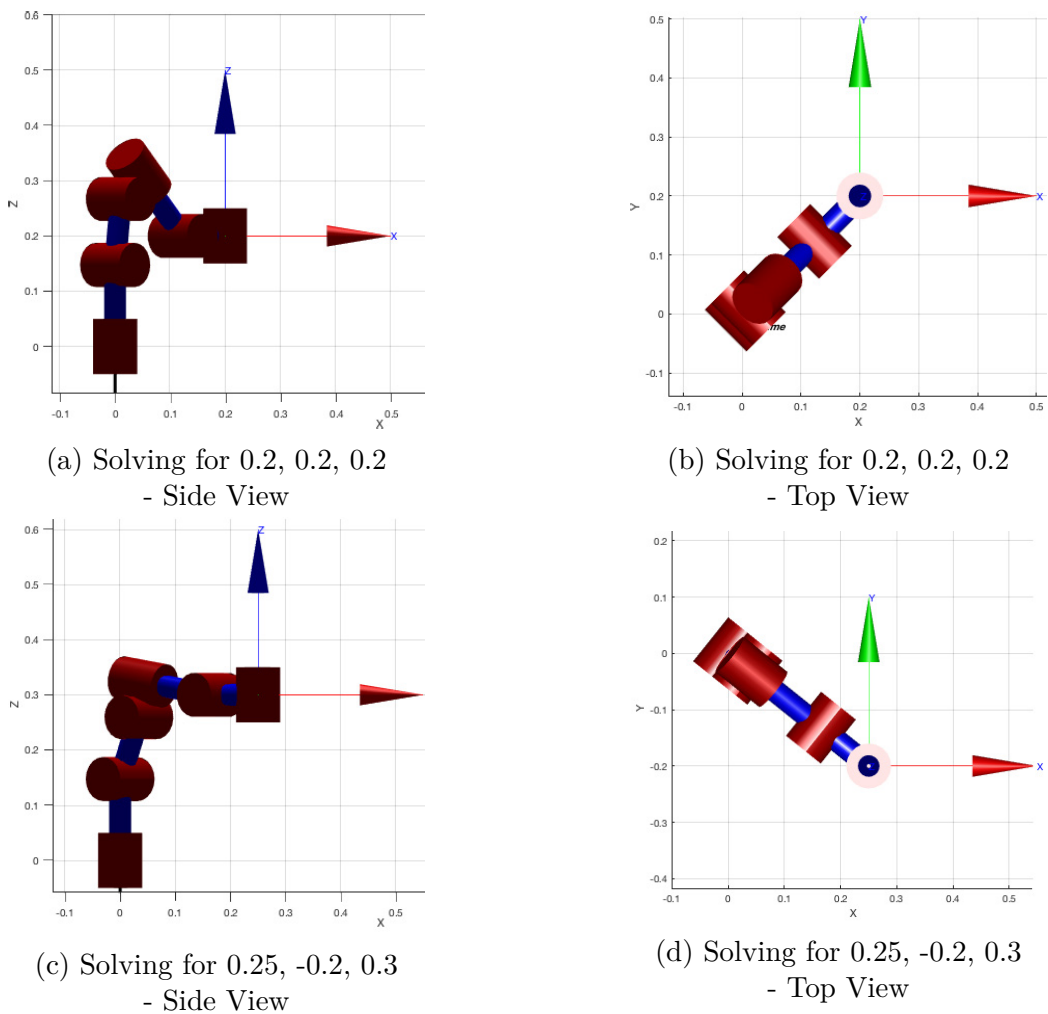 0.6
0.5
0.4
0.3
0.2
0.1
0
Z
-0.1 0 0.1 0.2 0.3 0.4 0.5
X
Z
X
0.5
0.4
0.3
0.2
0.1
0
-0.1
Y
-0.1 0 0.1 0.2 0.3 0.4 0.5
X
Y
X
.me
(a) Solving for 0.2, 0.2, 0.2
- Side View
(b) Solving for 0.2, 0.2, 0.2
- Top View
0.6
0.5
0.4
0.3
0.2
0.1
0
Z
-0.1 0 0.1 0.2 0.3 0.4 0.5
X
Z
X
0.2
0.1
0
-0.1
-0.2
-0.3
-0.4
Y
-0.1 0 0.1 0.2 0.3 0.4 0.5
X
Y
X
(c) Solving for 0.25, -0.2, 0.3
- Side View
(d) Solving for 0.25, -0.2, 0.3
- Top View